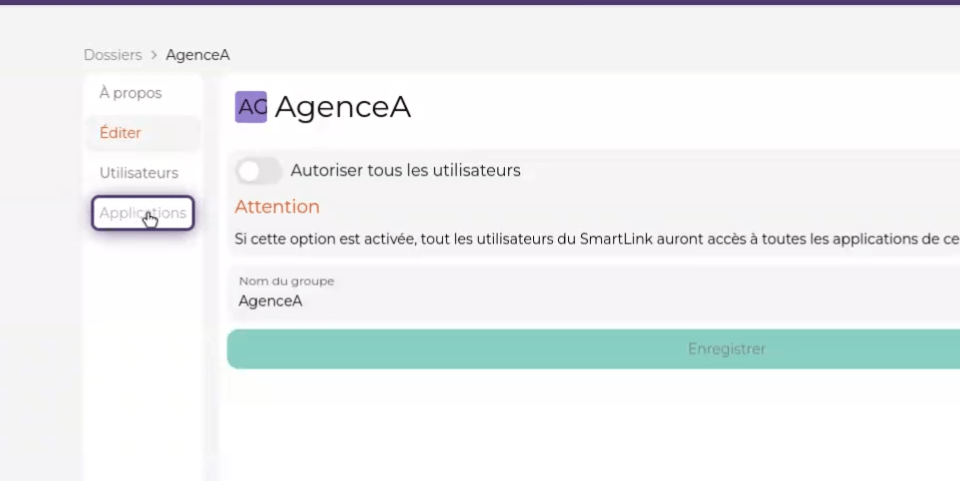 Dossiers > AgenceA
À propos
Éditer
Utilisateurs
Applications
AG AgenceA
Autoriser tous les utilisateurs
Attention
Si cette option est activée, tout les utilisateurs du SmartLink auront accès à toutes les applications de ce
Nom du groupe
AgenceA
Enregistrer